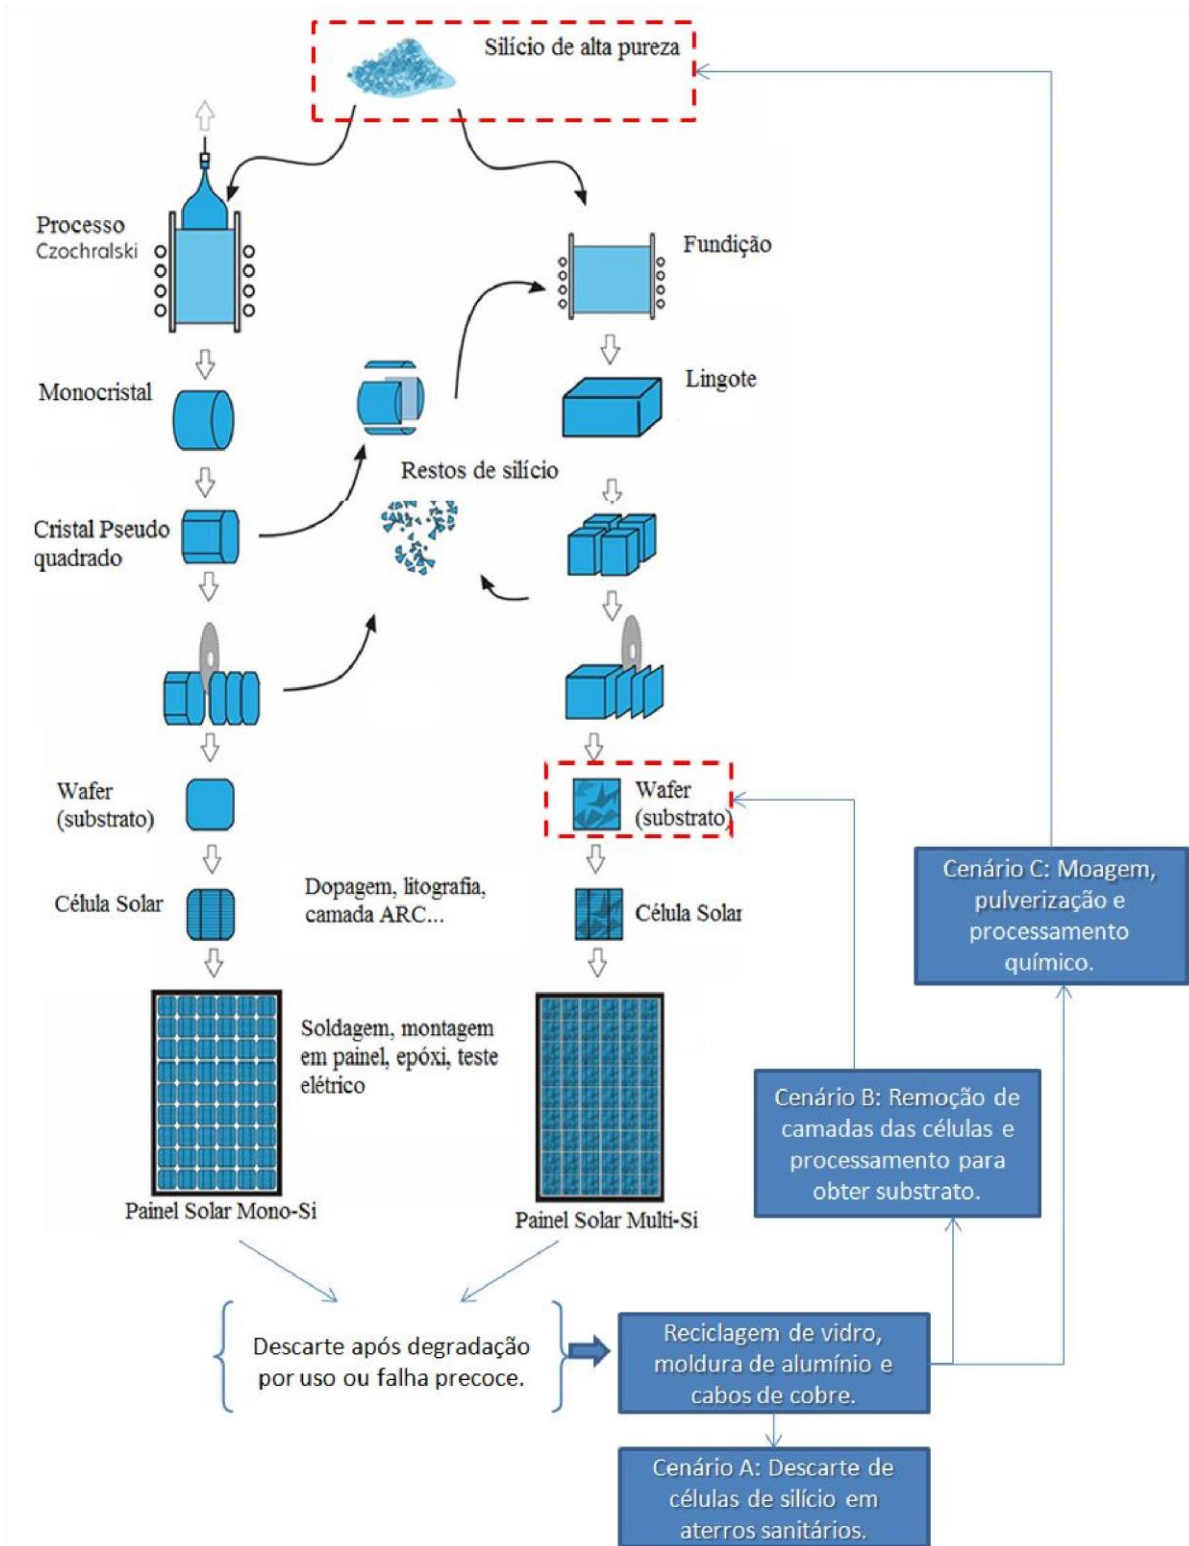 Silício de alta pureza
Processo
Czochralski
Fundição
Monocristal
Lingote
Restos de silício
Cristal Pseudo
quadrado
Wafer
(substrato)
Wafer
(substrato)
Célula Solar
Dopagem, litografia,
camada ARC...
Célula Solar
Cenário C: Moagem,
pulverização e
processamento
químico.
Soldagem, montagem
em painel, epóxi, teste
elétrico
Cenário B: Remoção de
camadas das células e
processamento para
obter substrato.
Painel Solar Mono-Si
Painel Solar Multi-Si
Descarte após degradação
por uso ou falha precoce.
Reciclagem de vidro,
moldura de alumínio e
cabos de cobre.
Cenário A: Descarte de
células de silício em
aterros sanitários.